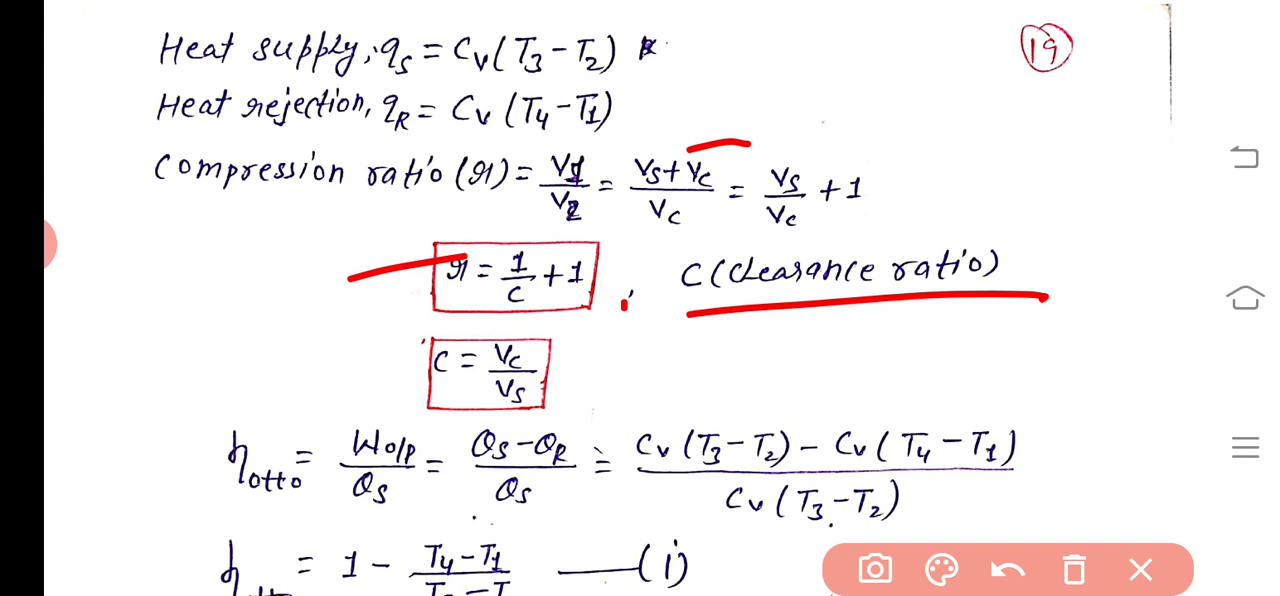 19
Heat supply, qs = Cv(T3-T2)
Heat rejection, qR = Cv (T4-T1)
Compression ratio (r) = V1/V2 = Vs+Vc/Vc = Vs/Vc + 1
r = 1/c + 1 , C (clearance ratio)
C = Vc/Vs
ηotto = Wo/p/Qs = Qs-QR/Qs = Cv (T3-T2) - Cv (T4-T1)/Cv (T3-T2)
η = 1 - T4-T1 —(i)